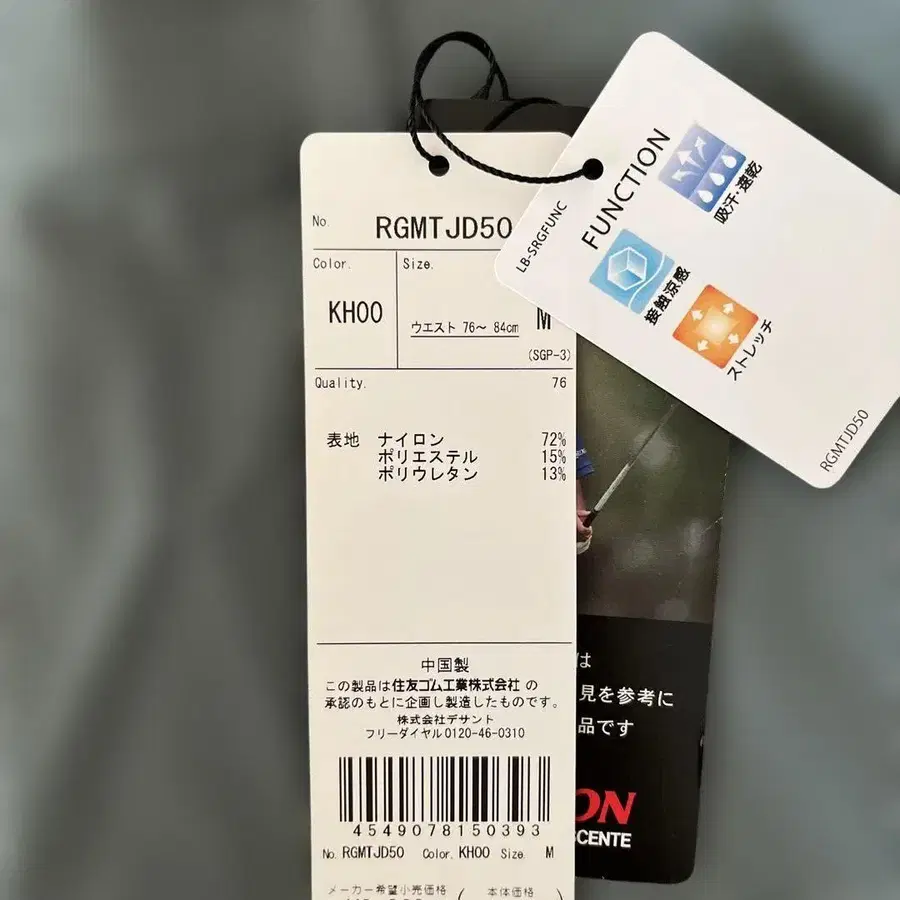 No.
RGMTJD50
Color.
Size.
KH00
ウエスト 76～ 84cm
M
(SGP-3)
Quality.
76
表地 ナイロン 72%
ポリエステル 15%
ポリウレタン 13%
中国製
この製品は住友ゴム工業株式会社 の
承認のもとに企画し製造したものです。
株式会社デサント
フリーダイヤル0120-46-0310
4549078150393
No. RGMTJD50 Color. KH00 Size. M
メーカー希望小売価格
本体価格
LB-SRGFUNC
FUNCTION
吸汗・速乾
接触涼感
ストレッチ
RGMTJD50
は
見を参考に
品です
ON
CENTE